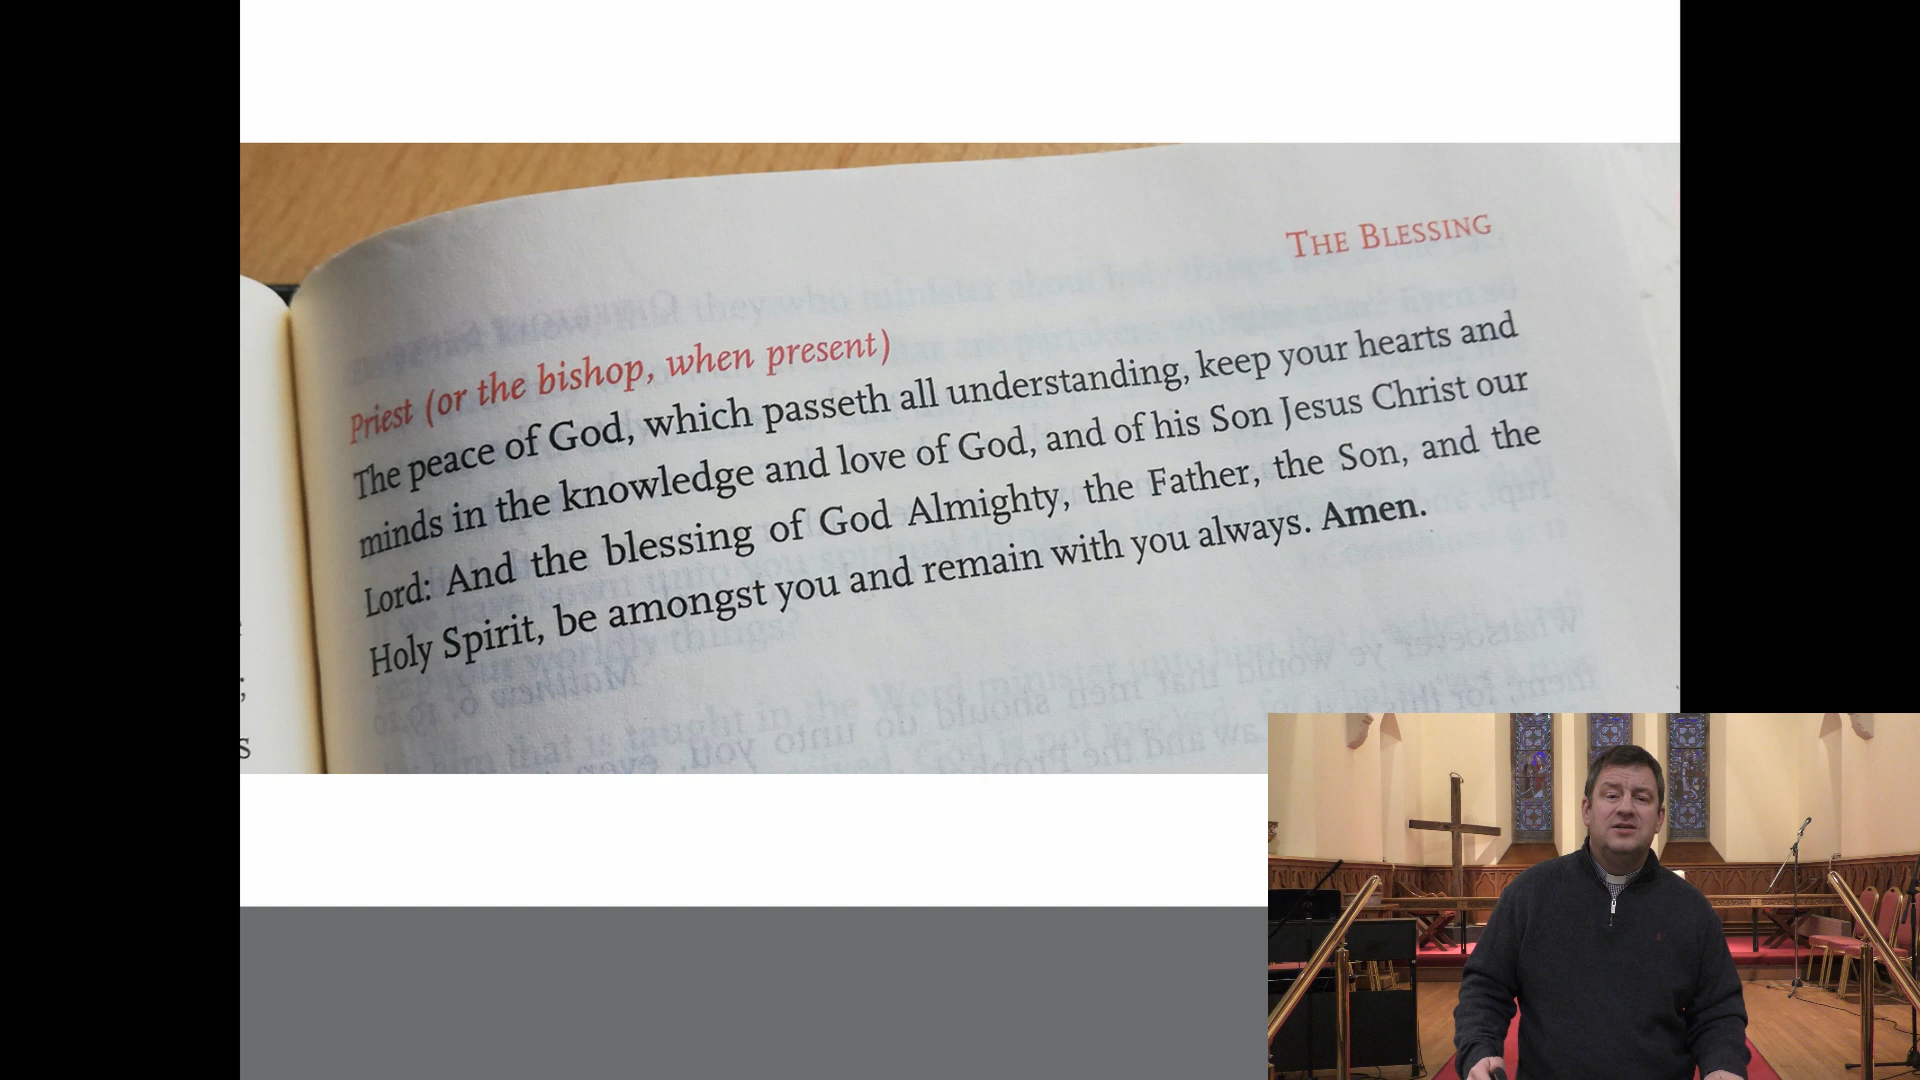 THE BLESSING
Priest (or the bishop, when present)
The peace of God, which passeth all understanding, keep your hearts and
minds in the knowledge and love of God, and of his Son Jesus Christ our
Lord: And the blessing of God Almighty, the Father, the Son, and the
Holy Spirit, be amongst you and remain with you always. Amen.